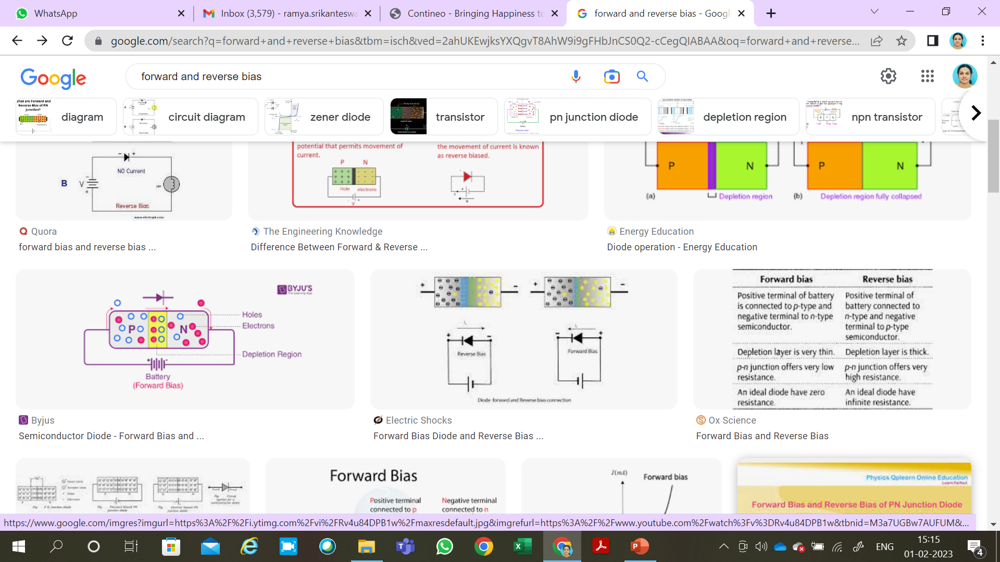 WhatsApp
Inbox (3,579) - ramya.srikanteswa
Contineo - Bringing Happiness to
forward and reverse bias - Googl
google.com/search?q=forward+and+reverse+bias&tbm=isch&ved=2ahUKEwjksYXQgvT8AhW9i9gFHbJnCS0Q2-cCegQIABAA&oq=forward+and+reverse...
Google
forward and reverse bias
hat are Forward and
Reverse Bias of PN
Junction?
diagram
circuit diagram
zener diode
transistor
pn junction diode
depletion region
npn transistor
NO Current
B
V
OFF
Reverse Bias
www.electrapk.com
potential that permits movement of
current.
P N
Hole electrons
V
the movement of current is known
as reverse biased.
V
P N
(a) Depletion region
P N
(b) Depletion region fully collapsed
Quora
forward bias and reverse bias ...
The Engineering Knowledge
Difference Between Forward & Reverse ...
Energy Education
Diode operation - Energy Education
BYJU'S
The Learning App
Holes
P N
Electrons
Depletion Region
Battery
(Forward Bias)
Reverse Bias
Forward Bias
Diode forward and Reverse bias connection
Forward bias Reverse bias
Positive terminal of battery
is connected to p-type and
negative terminal to n-type
semiconductor.
Positive terminal of
battery connected to
n-type and negative
terminal to p-type
semiconductor.
Depletion layer is very thin. Depletion layer is thick.
p-n junction offers very low
resistance.
p-n junction offers very
high resistance.
An ideal diode have zero
resistance.
An ideal diode have
infinite resistance.
Byjus
Semiconductor Diode - Forward Bias and ...
Electric Shocks
Forward Bias Diode and Reverse Bias ...
Ox Science
Forward Bias and Reverse Bias
Forward Bias
Positive terminal
connected to p
Negative terminal
connected to n
I(mA)
Forward bias
Physics Qplearn Online Education
Learn Perfect
Forward Bias and Reverse Bias of PN Junction Diode
https://www.google.com/imgres?imgurl=https%3A%2F%2Fi.ytimg.com%2Fvi%2FRv4u84DPB1w%2Fmaxresdefault.jpg&imgrefurl=https%3A%2F%2Fwww.youtube.com%2Fwatch%3Fv%3DRv4u84DPB1w&tbnid=M3a7UGBw7AUFUM&...
ENG
15:15
01-02-2023
4